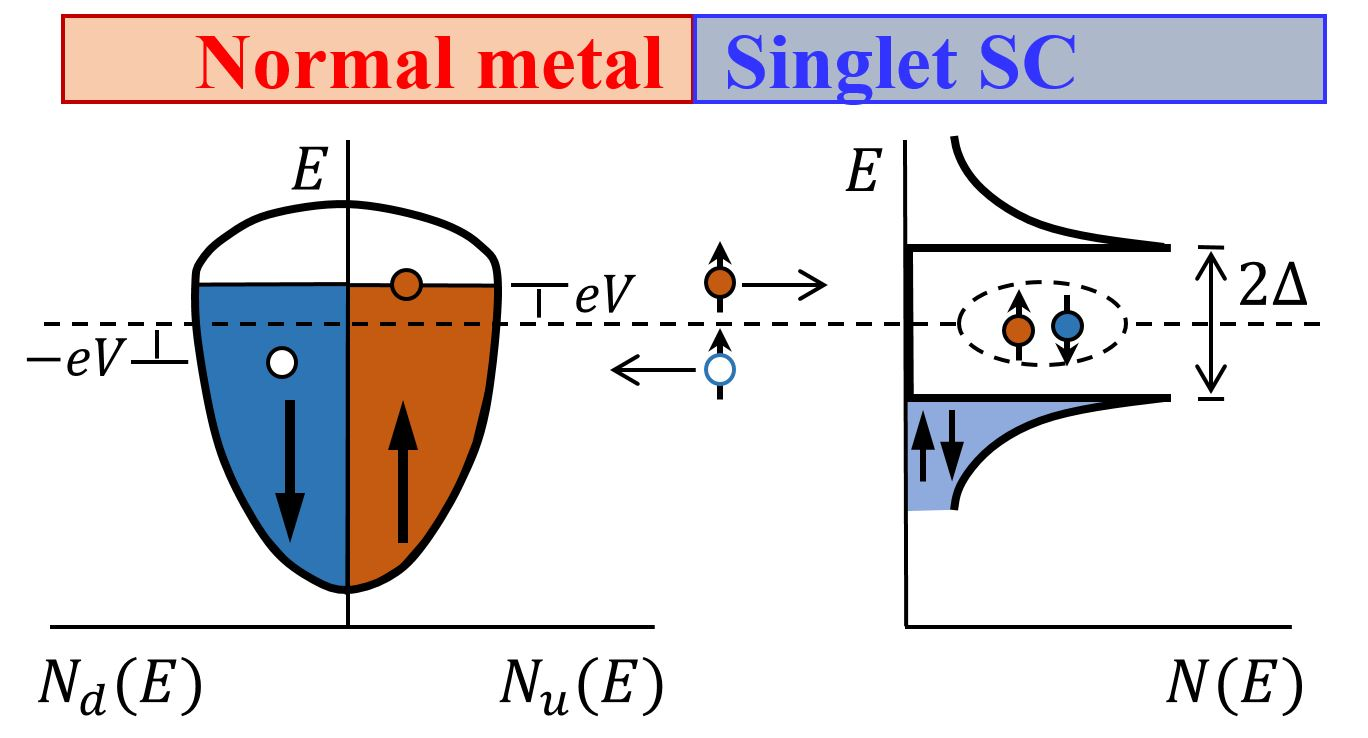 Normal metal
Singlet SC
E
eV
−eV
N_d(E)
N_u(E)
E
2Δ
N(E)